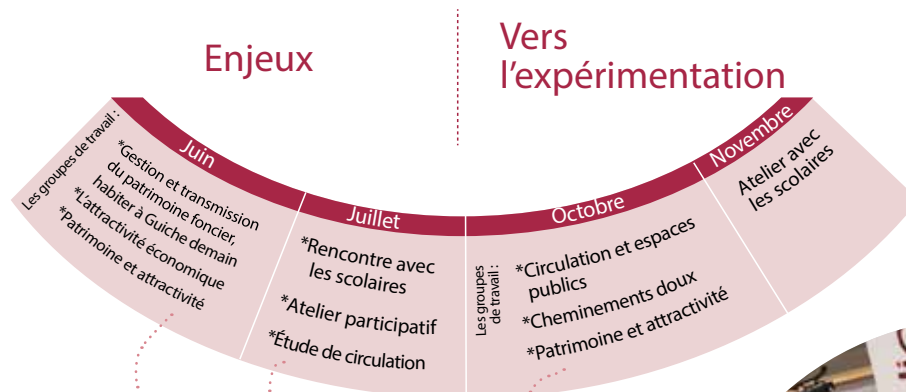 Enjeux
Vers
l'expérimentation
Juin
Les groupes de travail :
*Gestion et transmission
du patrimoine foncier,
habiter à Guiche demain
*L'attractivité économique
*Patrimoine et attractivité
Juillet
*Rencontre avec
les scolaires
*Atelier participatif
*Étude de circulation
Octobre
Les groupes
de travail :
*Circulation et espaces
publics
*Cheminements doux
*Patrimoine et attractivité
Novembre
Atelier avec
les scolaires